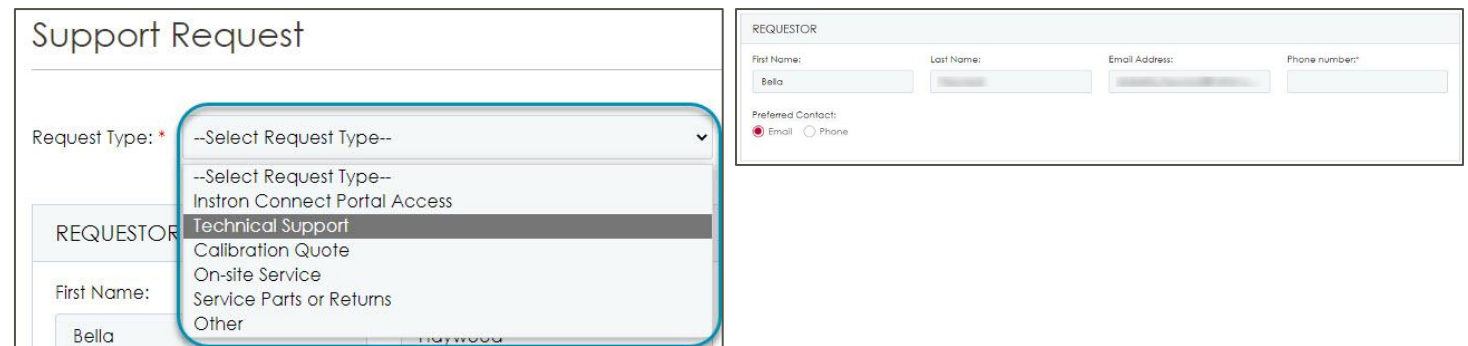 Support Request
Request Type: * --Select Request Type--
--Select Request Type--
Instron Connect Portal Access
Technical Support
Calibration Quote
On-site Service
Service Parts or Returns
Other
REQUESTOR
First Name:
Bella
REQUESTOR
First Name: Last Name: Email Address: Phone number:*
Bella
Preferred Contact:
Email Phone